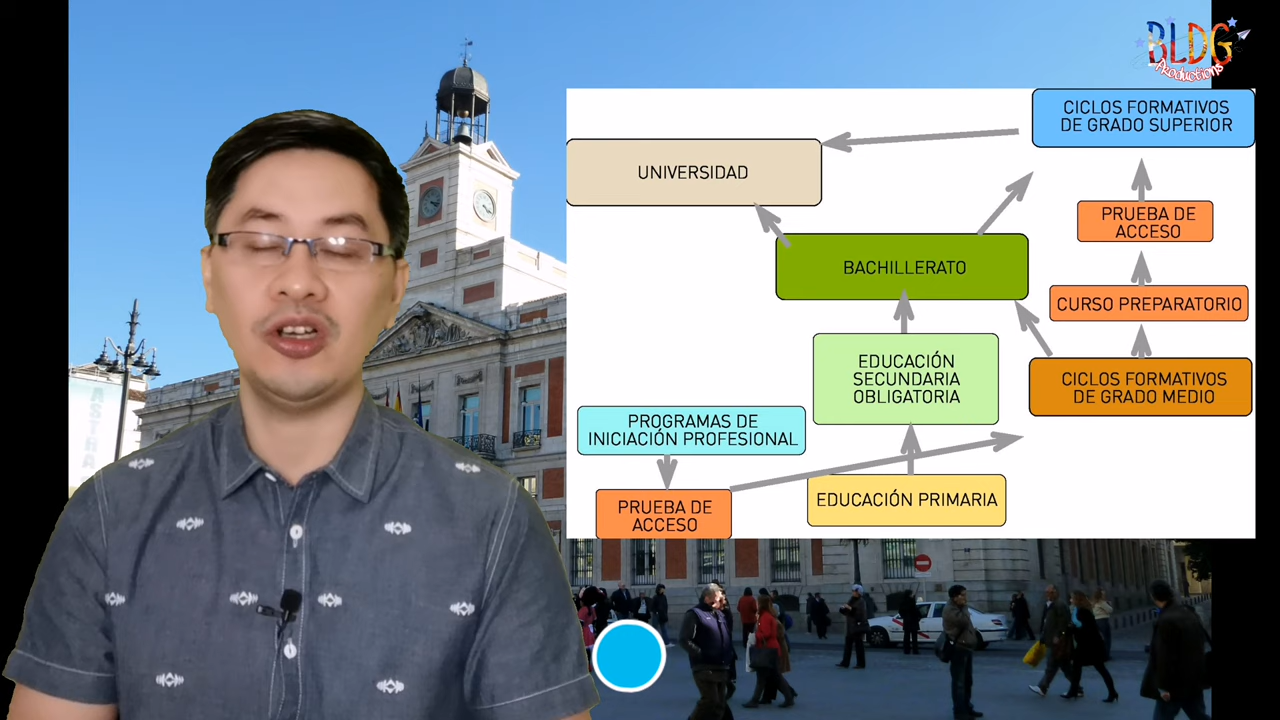 BLDG
Productions
CICLOS FORMATIVOS
DE GRADO SUPERIOR
UNIVERSIDAD
PRUEBA DE
ACCESO
BACHILLERATO
CURSO PREPARATORIO
EDUCACIÓN
SECUNDARIA
OBLIGATORIA
CICLOS FORMATIVOS
DE GRADO MEDIO
PROGRAMAS DE
INICIACIÓN PROFESIONAL
EDUCACIÓN PRIMARIA
PRUEBA DE
ACCESO
ASTRA